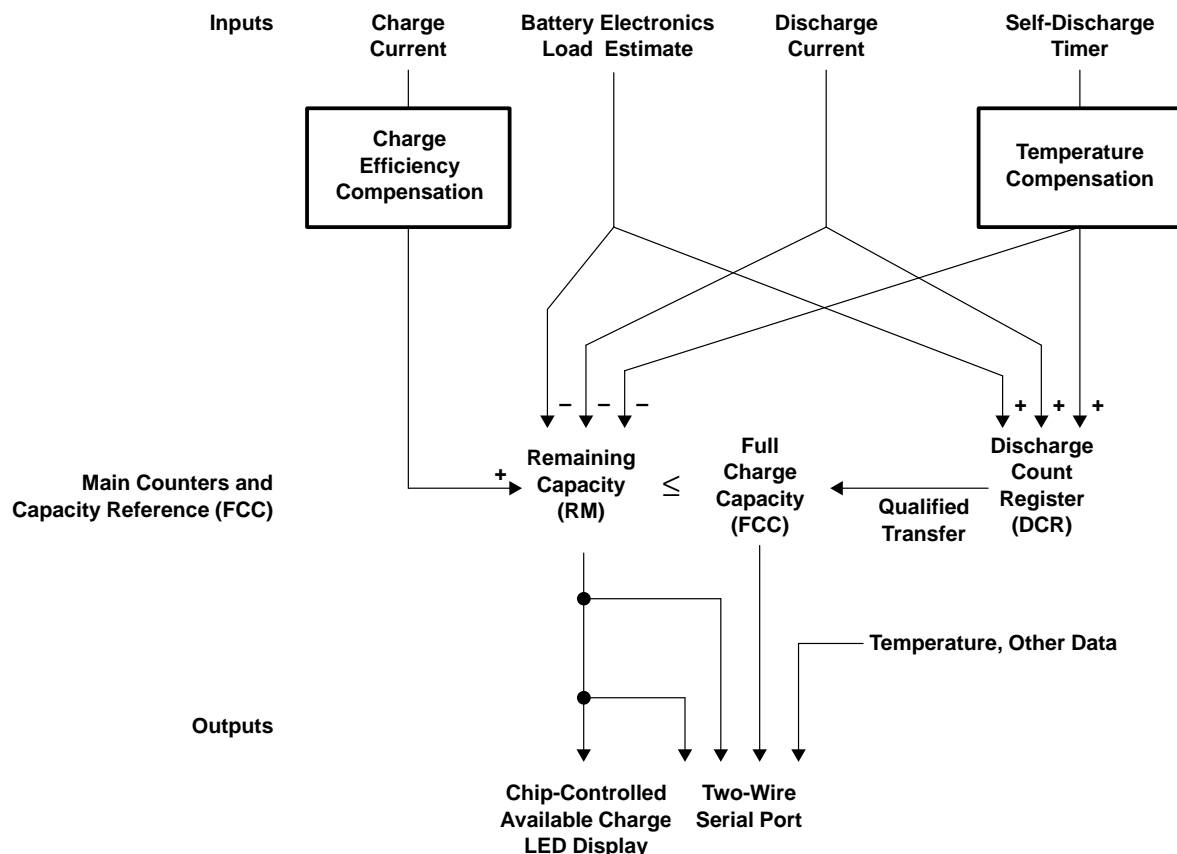 Inputs
Charge
Current
Battery Electronics
Load Estimate
Discharge
Current
Self-Discharge
Timer
Charge
Efficiency
Compensation
Temperature
Compensation
– – –
+ + +
Main Counters and
Capacity Reference (FCC)
+
Remaining
Capacity
(RM)
≤
Full
Charge
Capacity
(FCC)
Qualified
Transfer
Discharge
Count
Register
(DCR)
Temperature, Other Data
Outputs
Chip-Controlled
Available Charge
LED Display
Two-Wire
Serial Port